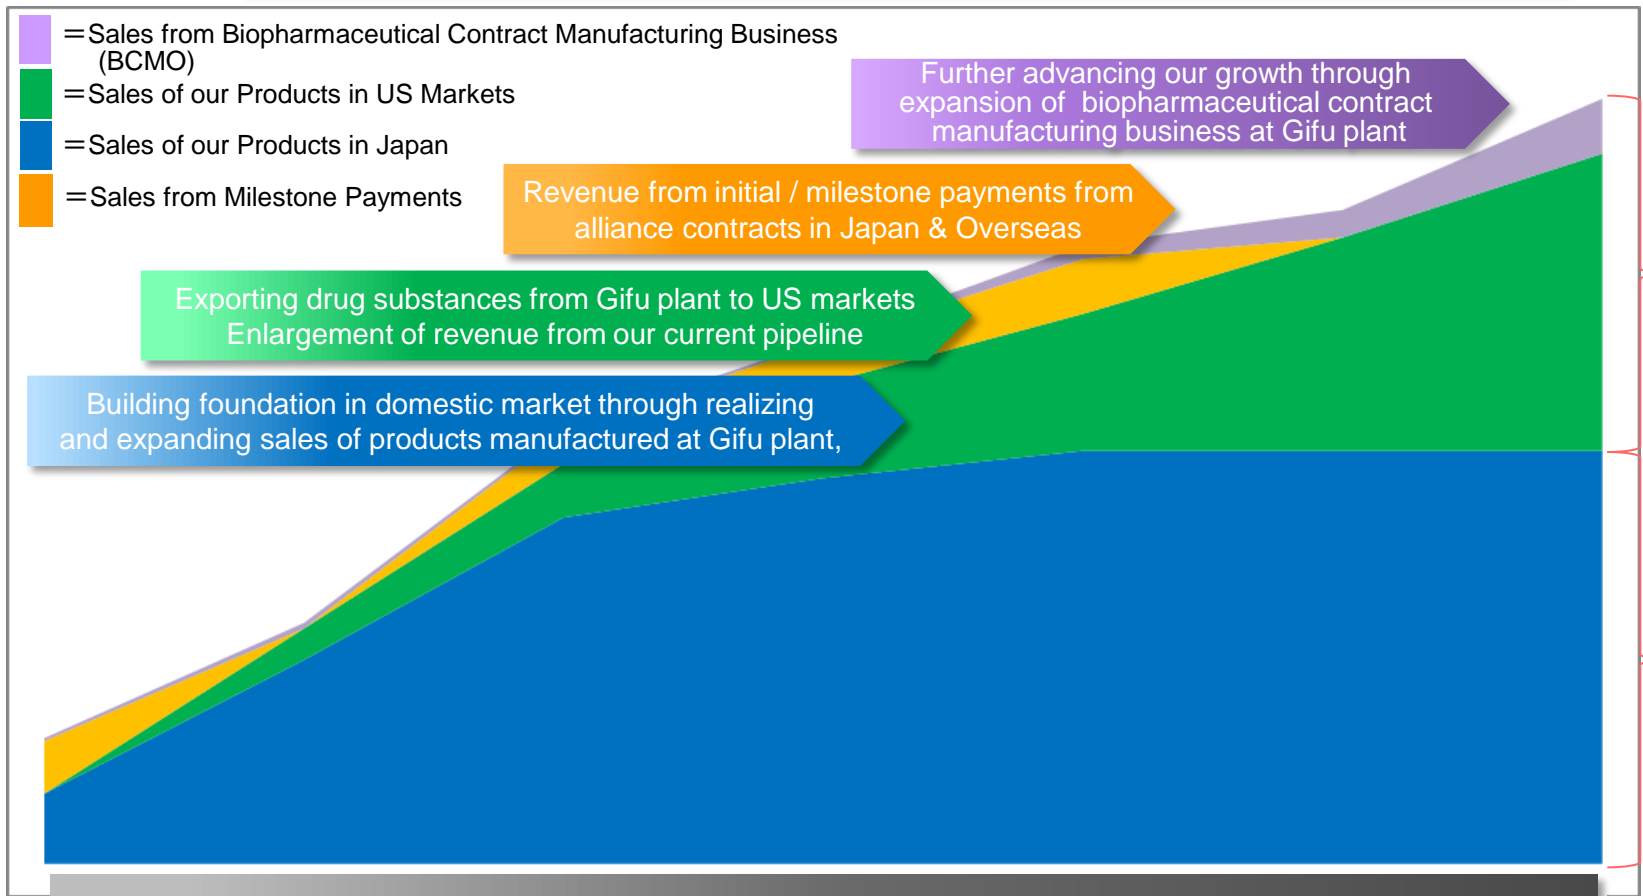 ＝Sales from Biopharmaceutical Contract Manufacturing Business
(BCMO)
＝Sales of our Products in US Markets
＝Sales of our Products in Japan
＝Sales from Milestone Payments
Further advancing our growth through
expansion of biopharmaceutical contract
manufacturing business at Gifu plant
Revenue from initial / milestone payments from
alliance contracts in Japan & Overseas
Exporting drug substances from Gifu plant to US markets
Enlargement of revenue from our current pipeline
Building foundation in domestic market through realizing
and expanding sales of products manufactured at Gifu plant,